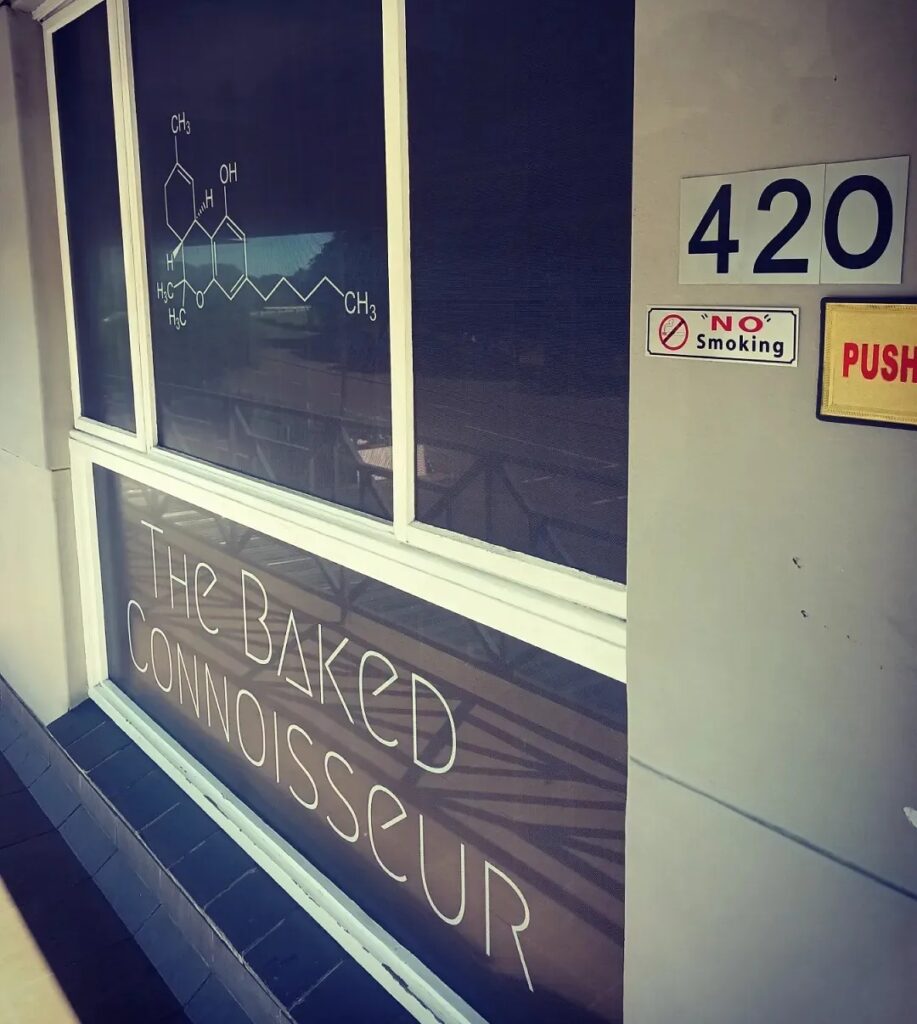 CH3
OH
H
H
H3C
O
H3C
CH3
THe BAKeD
CONNOISSeUR
420
"NO"
Smoking
PUSH